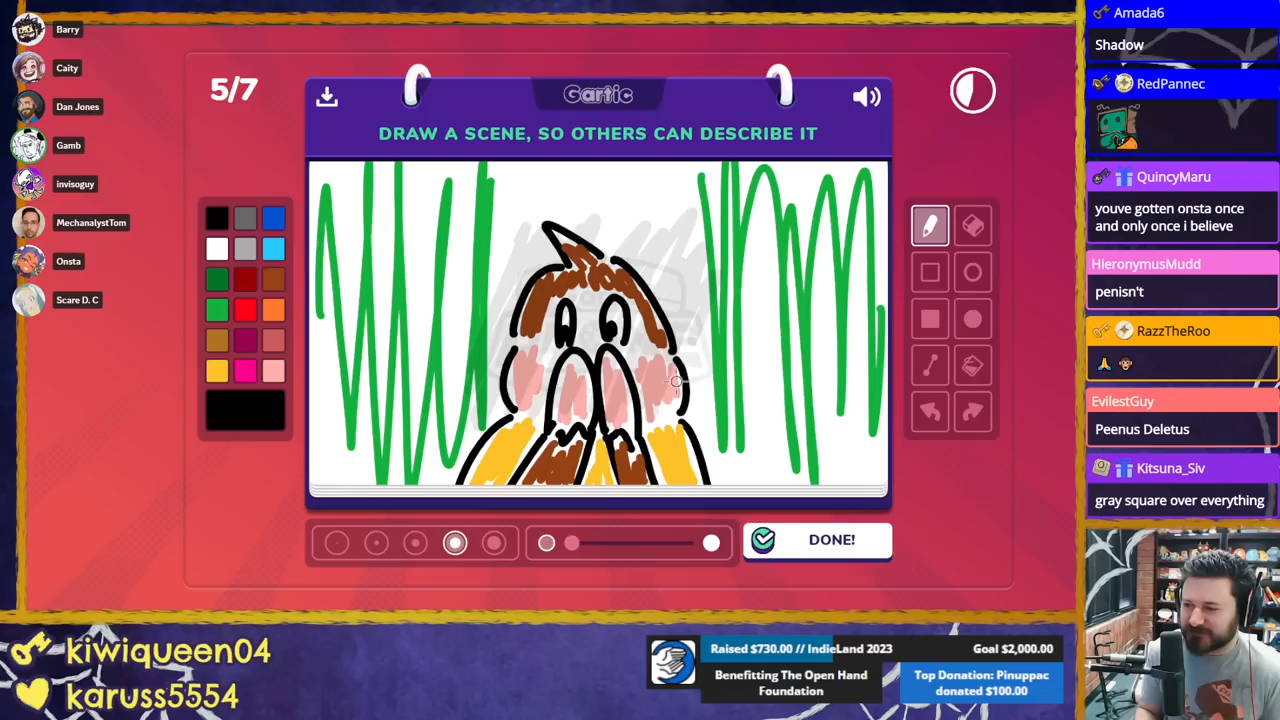 Barry
Caity
Dan Jones
Gamb
invisoguy
MechanalystTom
Onsta
Scare D. C
5/7
Gartic
DRAW A SCENE, SO OTHERS CAN DESCRIBE IT
DONE!
Amada6
Shadow
RedPannec
QuincyMaru
youve gotten onsta once
and only once i believe
HieronymusMudd
penisn't
RazzTheRoo
EvilestGuy
Peenus Deletus
Kitsuna_Siv
gray square over everything
kiwiqueen04
karuss5554
Raised $730.00 // IndieLand 2023
Goal $2,000.00
Benefitting The Open Hand
Foundation
Top Donation: Pinuppac
donated $100.00